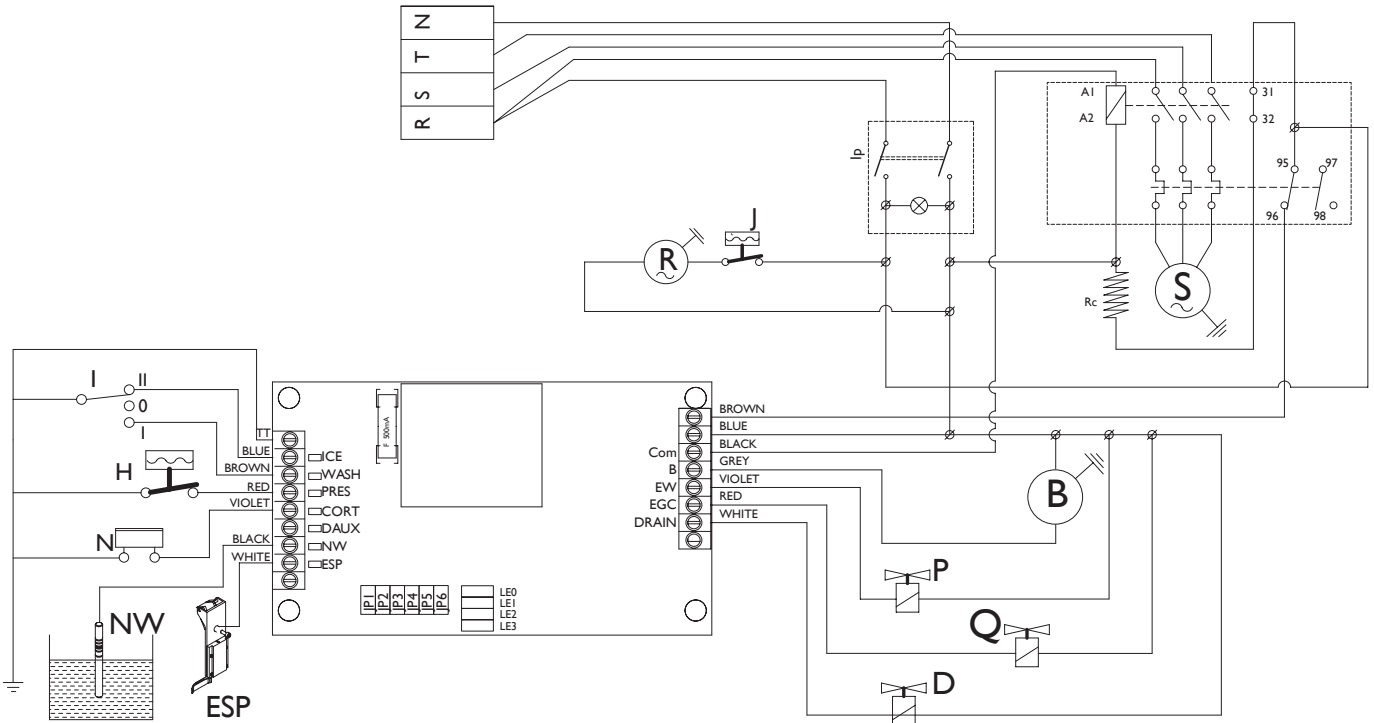 N
T
S
R
A1
A2
31
32
Ip
95
97
96
98
J
R
Rc
S
I
II
0
I
TT
BLUE
ICE
BROWN
WASH
H
RED
PRES
VIOLET
CORT
DAUX
N
BLACK
NW
WHITE
ESP
F 500mA
JP1
JP2
JP3
JP4
JP5
JP6
LE0
LE1
LE2
LE3
BROWN
BLUE
Com
BLACK
B
GREY
EW
VIOLET
EGC
RED
DRAIN
WHITE
B
P
Q
D
NW
ESP